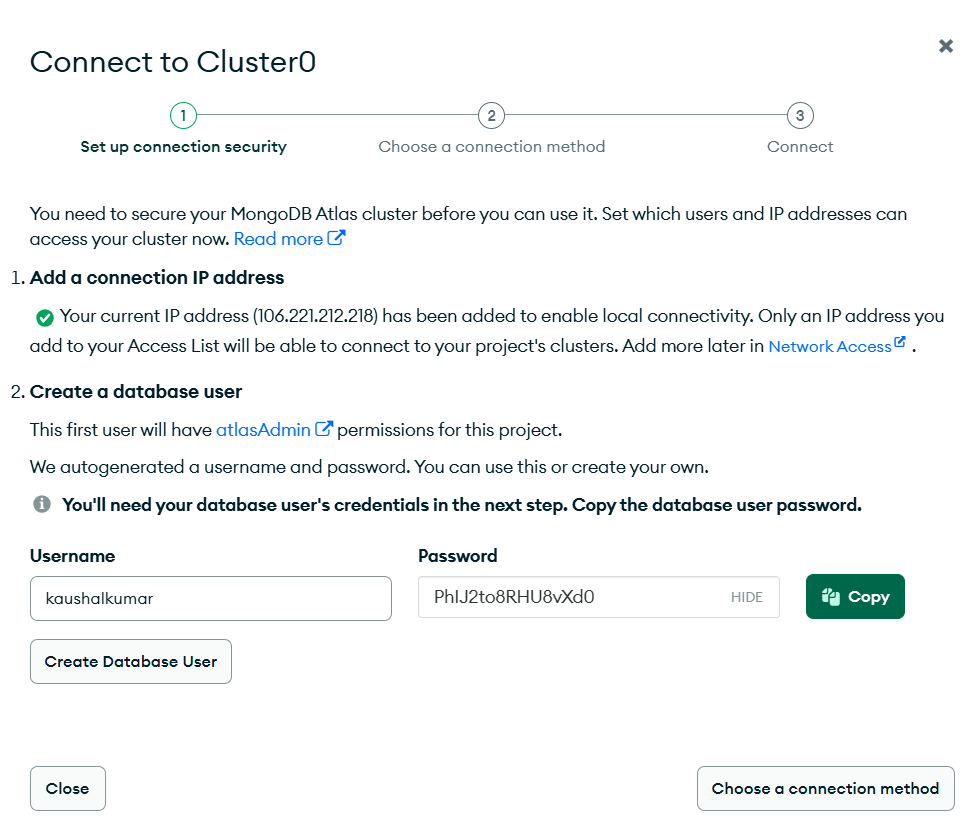 Connect to Cluster0
1
2
3
Set up connection security
Choose a connection method
Connect
You need to secure your MongoDB Atlas cluster before you can use it. Set which users and IP addresses can
access your cluster now. Read more
1. Add a connection IP address
Your current IP address (106.221.212.218) has been added to enable local connectivity. Only an IP address you
add to your Access List will be able to connect to your project's clusters. Add more later in Network Access .
2. Create a database user
This first user will have atlasAdmin permissions for this project.
We autogenerated a username and password. You can use this or create your own.
You'll need your database user's credentials in the next step. Copy the database user password.
Username
Password
kaushalkumar
PhIJ2to8RHU8vXd0
HIDE
Copy
Create Database User
Close
Choose a connection method